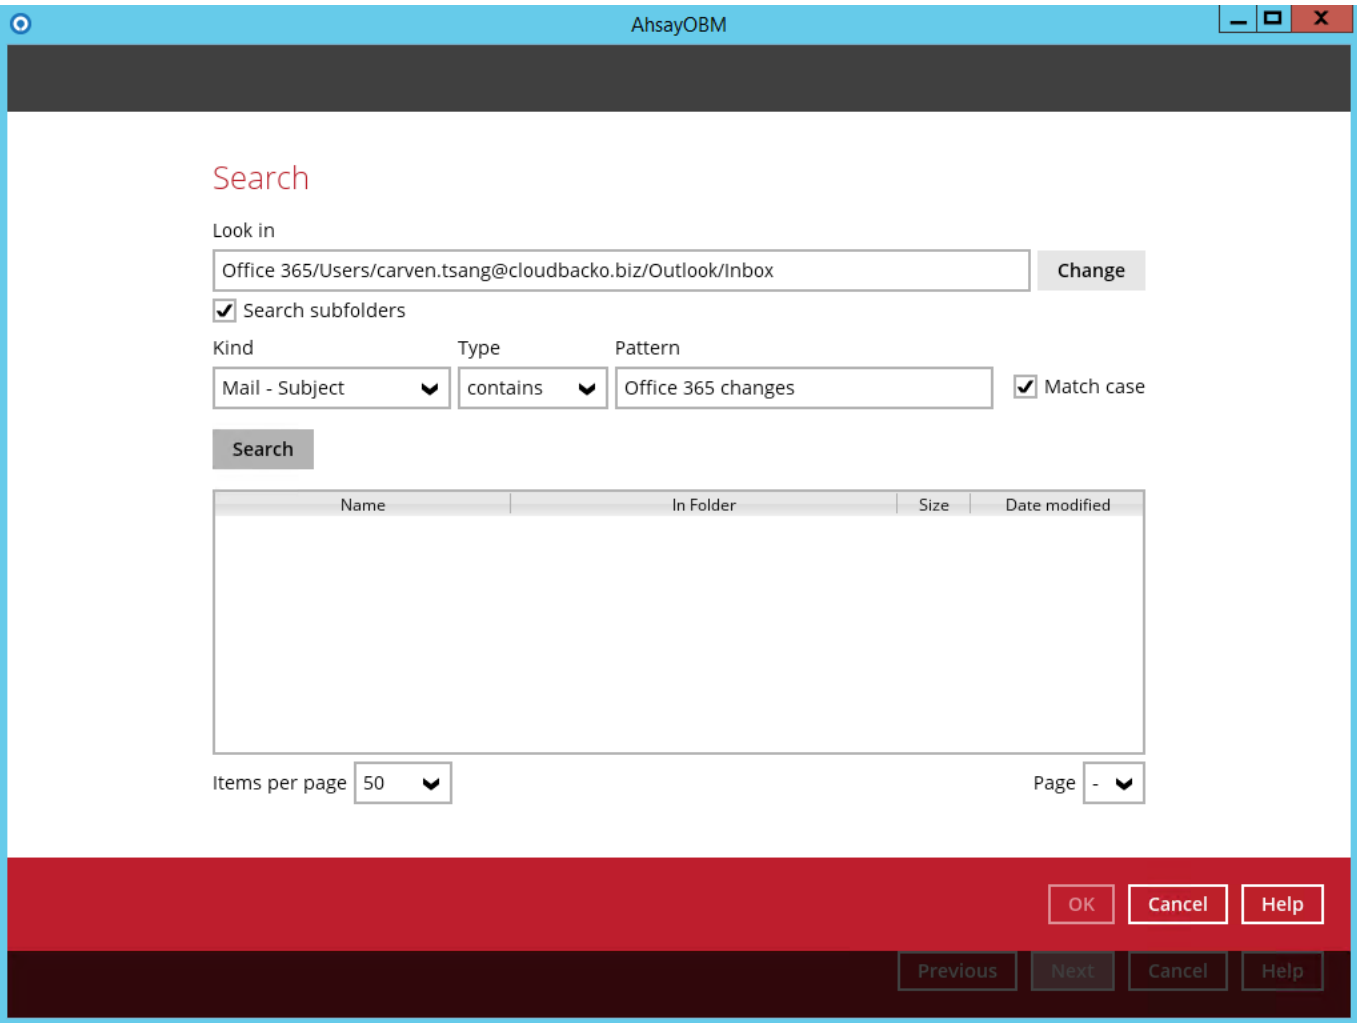 AhsayOBM
Search
Look in
Office 365/Users/carven.tsang@cloudbacko.biz/Outlook/Inbox Change
Search subfolders
Kind Type Pattern
Mail - Subject contains Office 365 changes Match case
Search
Name In Folder Size Date modified
Items per page 50 Page -
OK Cancel Help
Previous Next Cancel Help